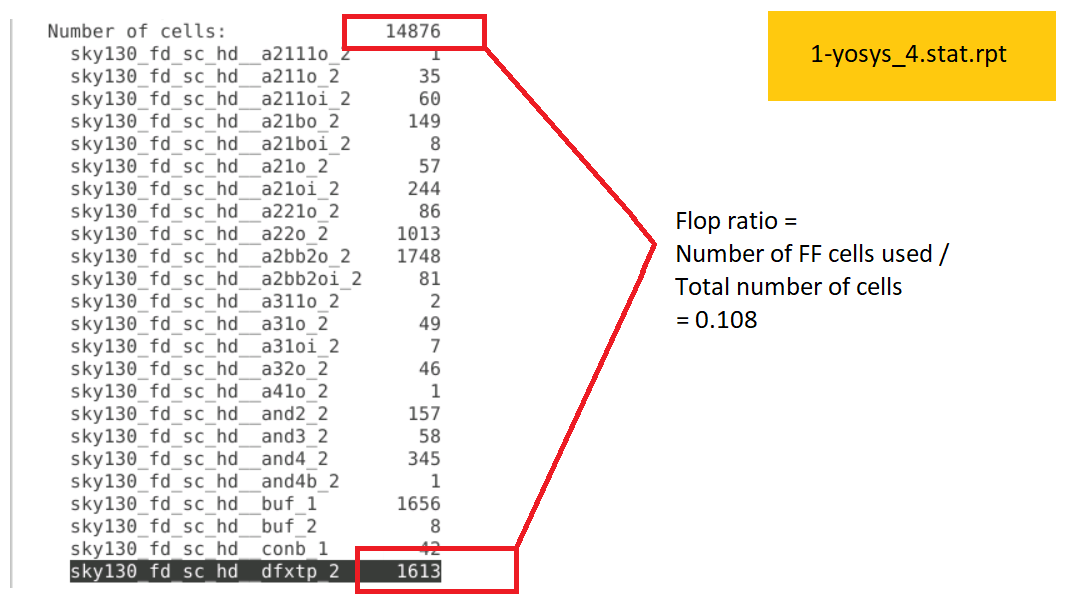 Number of cells: 14876
sky130_fd_sc_hd__a2111o_2 1
sky130_fd_sc_hd__a211o_2 35
sky130_fd_sc_hd__a211oi_2 60
sky130_fd_sc_hd__a21bo_2 149
sky130_fd_sc_hd__a21boi_2 8
sky130_fd_sc_hd__a21o_2 57
sky130_fd_sc_hd__a21oi_2 244
sky130_fd_sc_hd__a221o_2 86
sky130_fd_sc_hd__a22o_2 1013
sky130_fd_sc_hd__a2bb2o_2 1748
sky130_fd_sc_hd__a2bb2oi_2 81
sky130_fd_sc_hd__a311o_2 2
sky130_fd_sc_hd__a31o_2 49
sky130_fd_sc_hd__a31oi_2 7
sky130_fd_sc_hd__a32o_2 46
sky130_fd_sc_hd__a41o_2 1
sky130_fd_sc_hd__and2_2 157
sky130_fd_sc_hd__and3_2 58
sky130_fd_sc_hd__and4_2 345
sky130_fd_sc_hd__and4b_2 1
sky130_fd_sc_hd__buf_1 1656
sky130_fd_sc_hd__buf_2 8
sky130_fd_sc_hd__conb_1 42
sky130_fd_sc_hd__dfxtp_2 1613
1-yosys_4.stat.rpt
Flop ratio =
Number of FF cells used /
Total number of cells
= 0.108